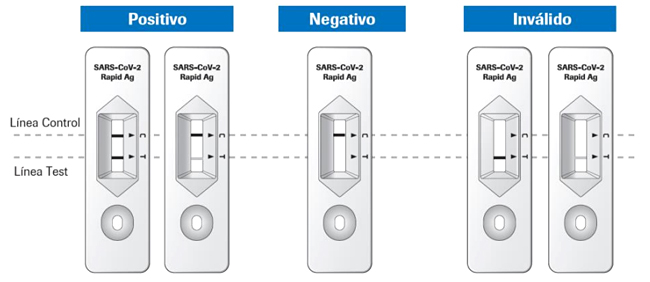 Positivo
Negativo
Inválido
SARS-CoV-2
Rapid Ag
SARS-CoV-2
Rapid Ag
SARS-CoV-2
Rapid Ag
SARS-CoV-2
Rapid Ag
SARS-CoV-2
Rapid Ag
Línea Control
C
C
C
C
C
Línea Test
T
T
T
T
T